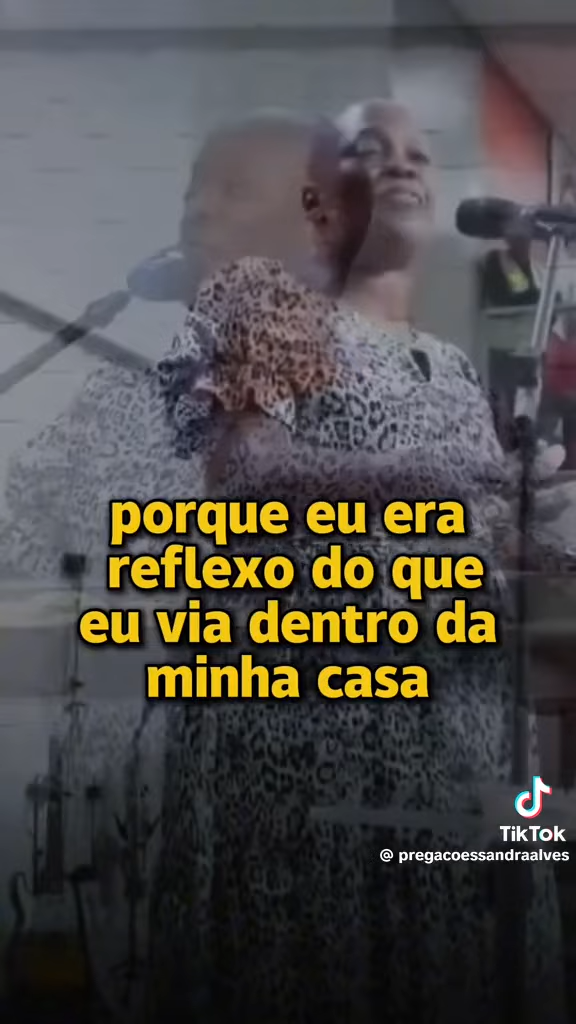 porque eu era
reflexo do que
eu via dentro da
minha casa
TikTok
@ pregacoessandraalves